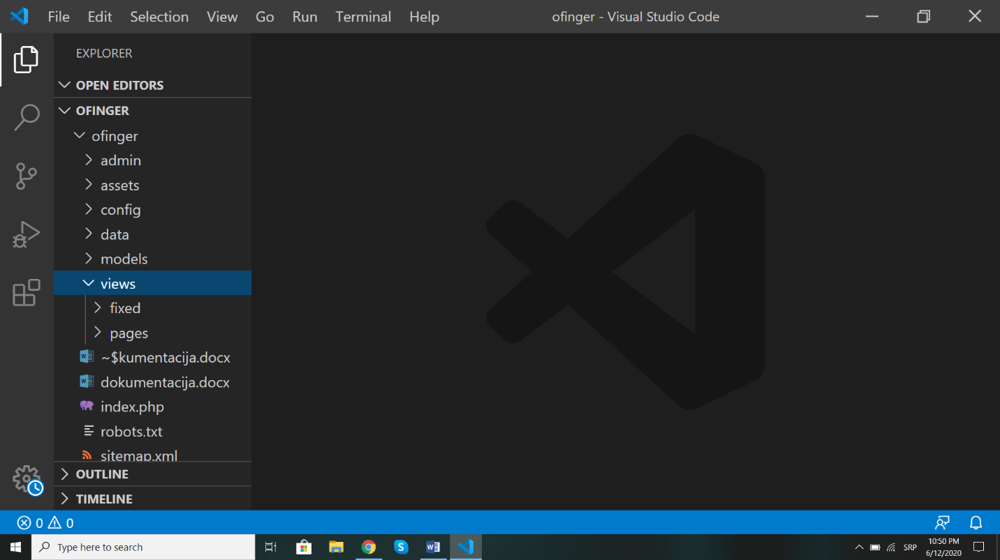 File Edit Selection View Go Run Terminal Help ofinger - Visual Studio Code
EXPLORER
OPEN EDITORS
OFINGER
ofinger
admin
assets
config
data
models
views
fixed
pages
~$kumentacija.docx
dokumentacija.docx
index.php
robots.txt
sitemap.xml
OUTLINE
TIMELINE
0 0
Type here to search
SRP
10:50 PM
6/12/2020